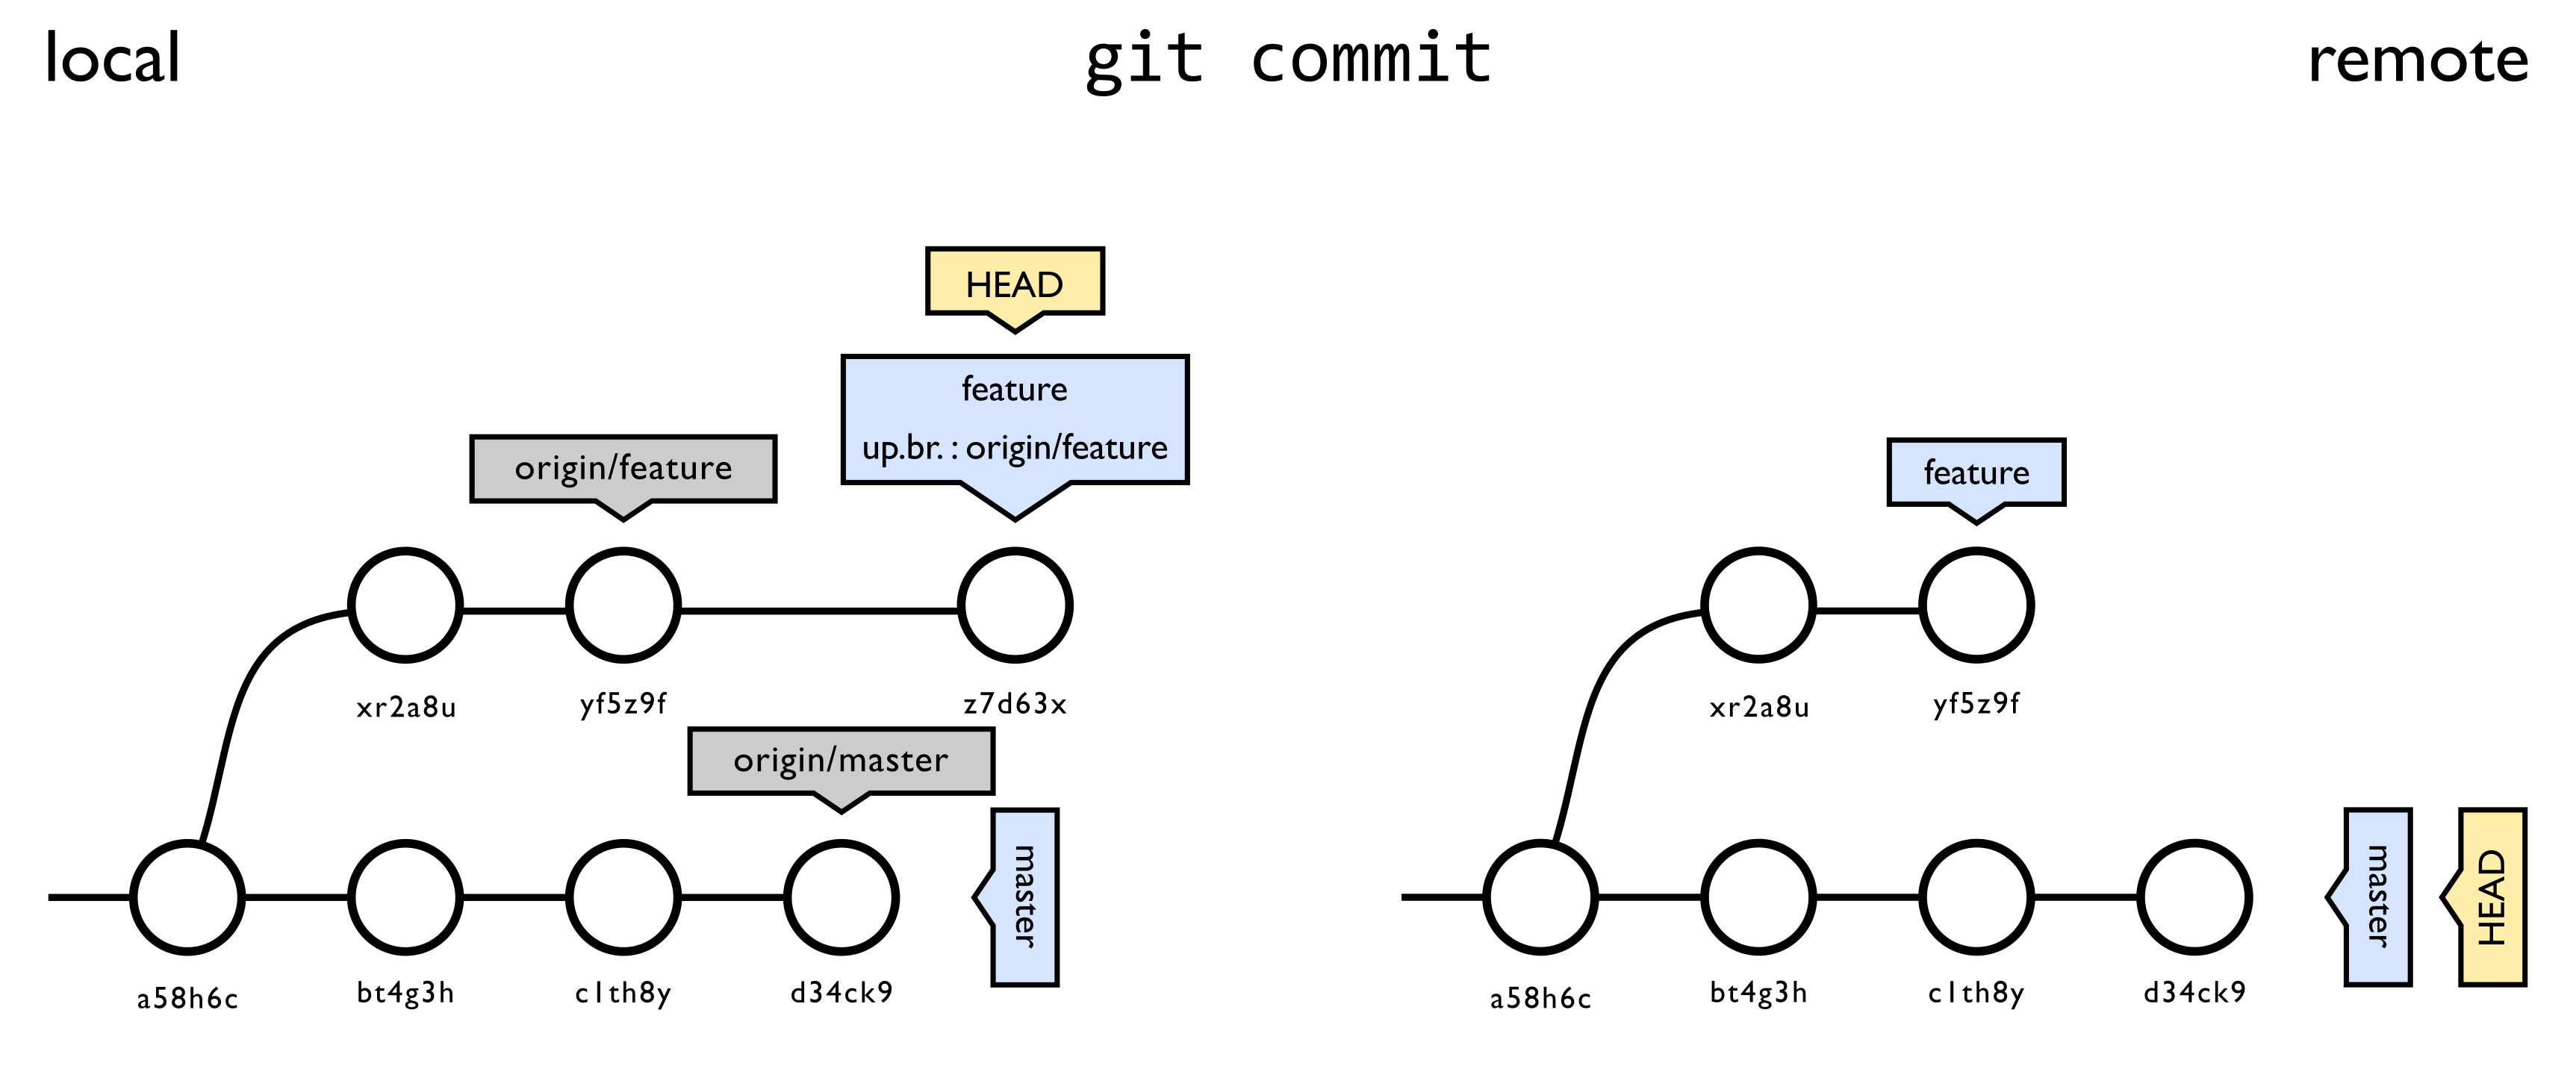 local
git commit
remote
HEAD
feature
up.br. : origin/feature
origin/feature
feature
xr2a8u
yf5z9f
z7d63x
xr2a8u
yf5z9f
origin/master
master
master
HEAD
a58h6c
bt4g3h
c1th8y
d34ck9
a58h6c
bt4g3h
c1th8y
d34ck9